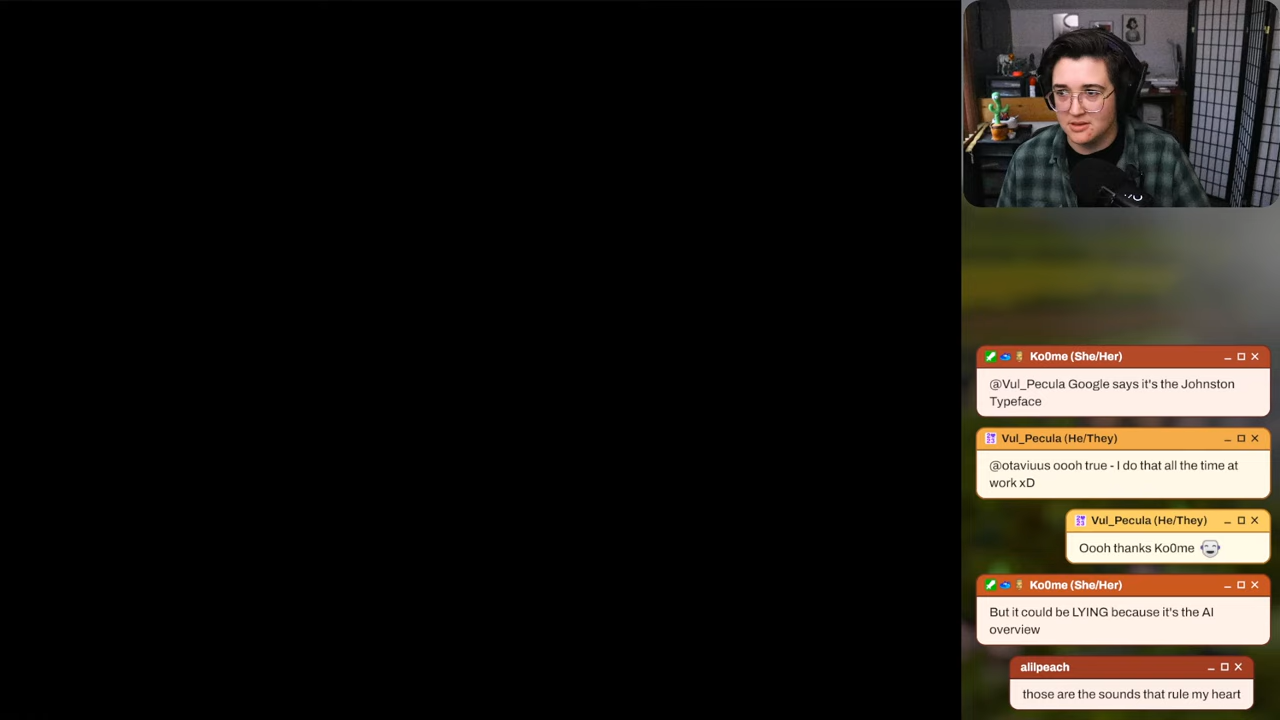 Ko0me (She/Her)
@Vul_Pecula Google says it's the Johnston
Typeface
Vul_Pecula (He/They)
@otaviuus oooh true - I do that all the time at
work xD
Vul_Pecula (He/They)
Oooh thanks Ko0me
Ko0me (She/Her)
But it could be LYING because it's the AI
overview
alilpeach
those are the sounds that rule my heart